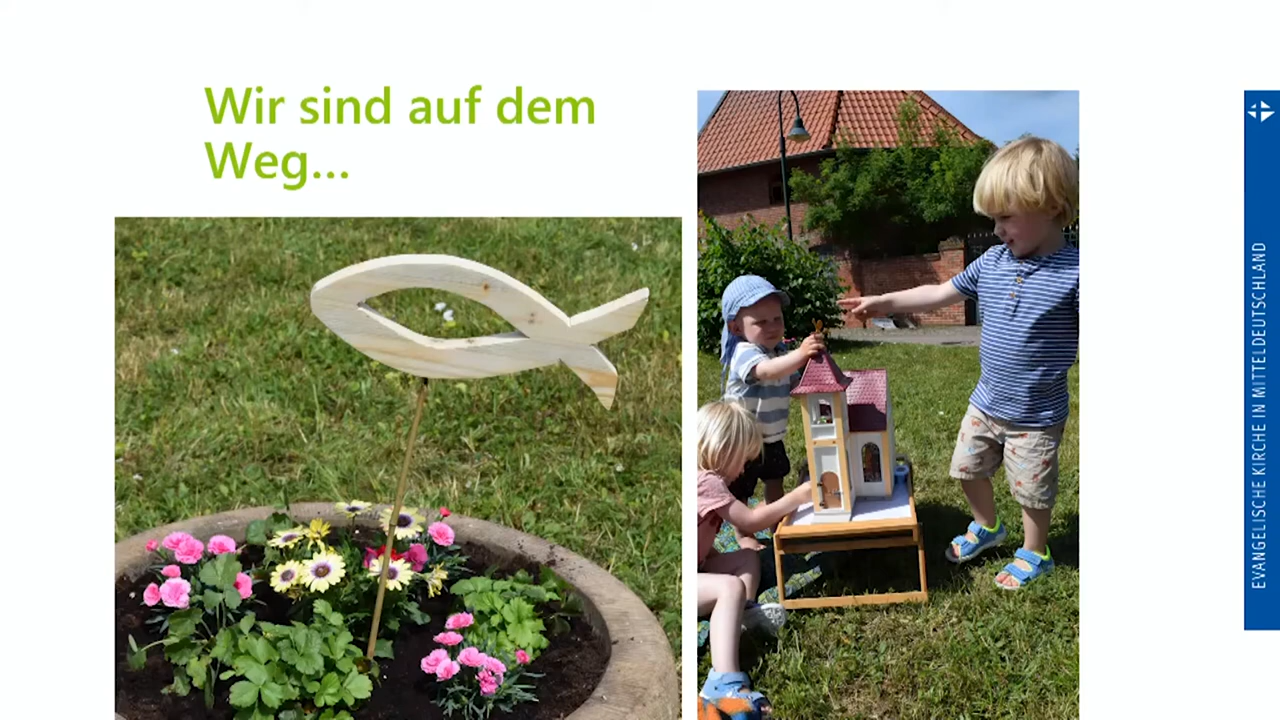 Wir sind auf dem
Weg...
EVANGELISCHE KIRCHE IN MITTELDEUTSCHLAND